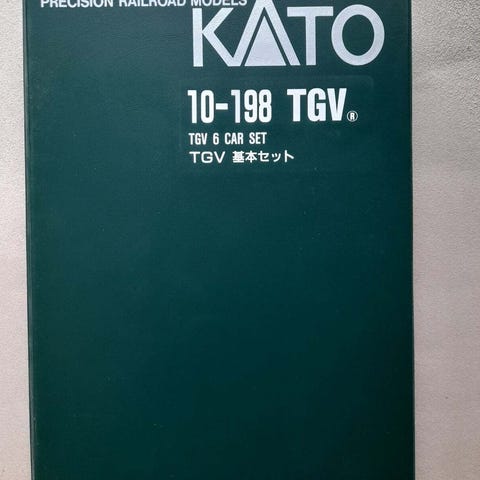 PRECISION RAILROAD MODELS
KATO
10-198 TGV®
TGV 6 CAR SET
TGV 基本セット